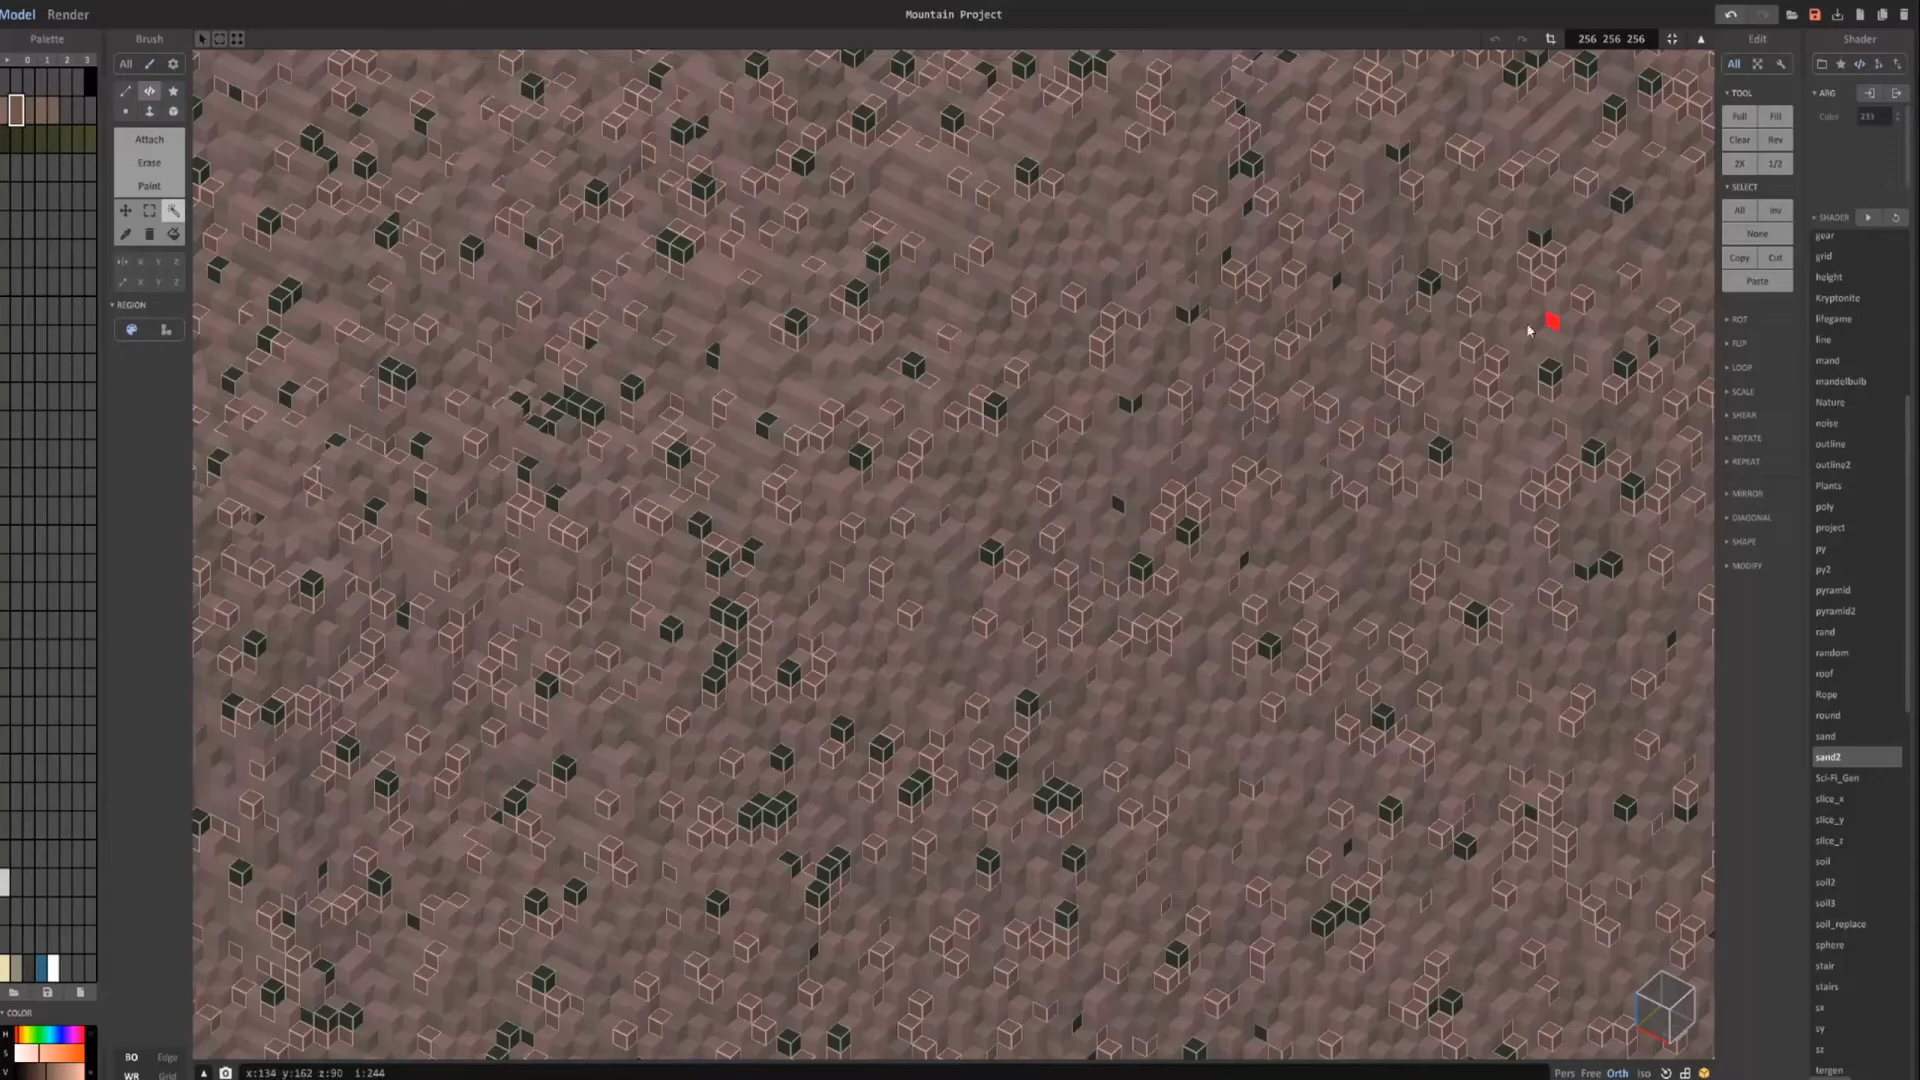 Model Render
Mountain Project
Palette
Brush
256 256 256
Edit
Shader
0 1 2 3
All
All
TOOL
ARG
Full Fill
Color 233
Attach
Clear Rev
Erase
2X 1/2
Paint
SELECT
All Inv
SHADER
None
gear
Copy Cut
grid
X Y Z
Paste
height
X Y Z
Kryptonite
REGION
ROT
lifegame
FLIP
line
LOOP
mand
SCALE
mandelbulb
SHEAR
Nature
ROTATE
noise
REPEAT
outline
outline2
MIRROR
Plants
DIAGONAL
poly
SHAPE
project
MODIFY
py
py2
pyramid
pyramid2
rand
random
roof
Rope
round
sand
sand2
Sci-Fi_Gen
slice_x
slice_y
slice_z
soil
soil2
soil3
soil_replace
sphere
stair
stairs
sx
COLOR
sy
H
S
sz
BO Edge
V
WR Grid
x:134 y:162 z:90 i:244
Pers Free Orth Iso
tergen